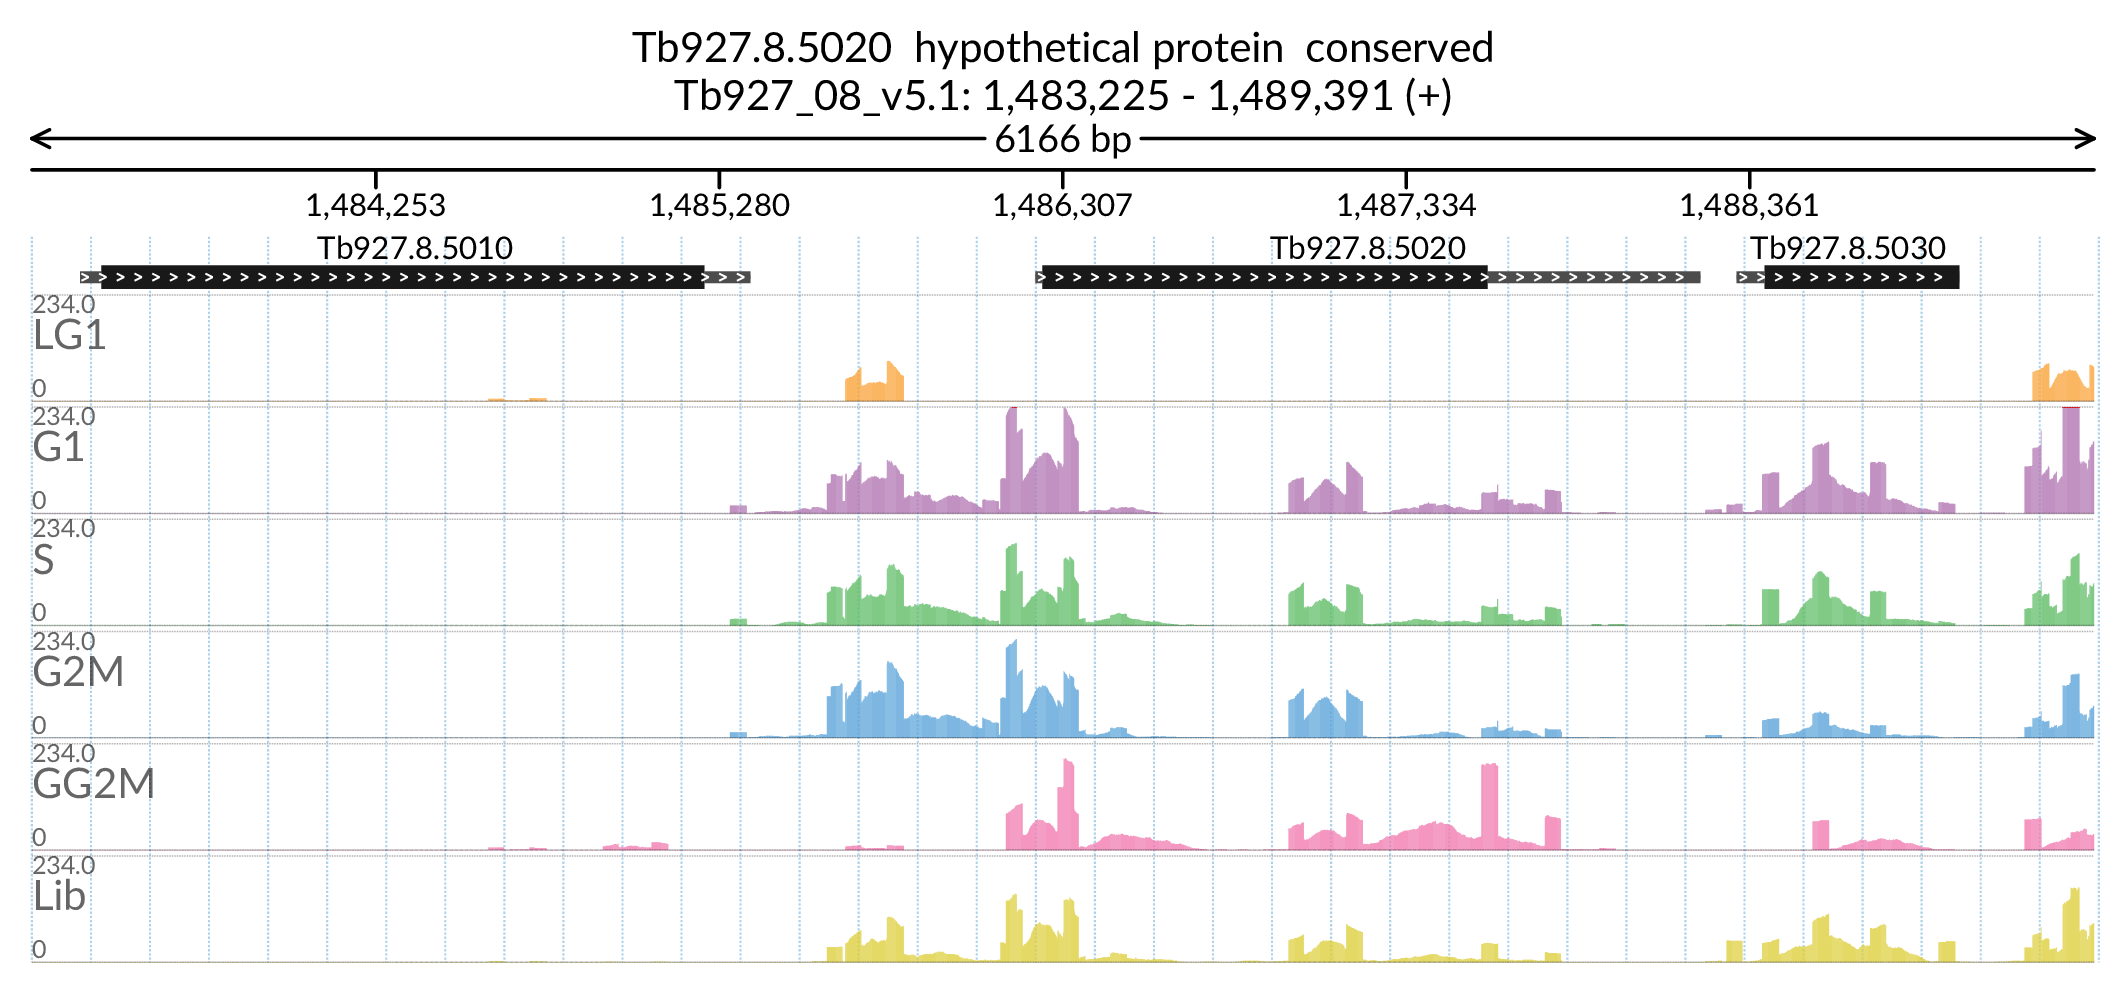 Tb927.8.5020  hypothetical protein  conserved
Tb927_08_v5.1: 1,483,225 - 1,489,391 (+)
6166 bp
1,484,253 1,485,280 1,486,307 1,487,334 1,488,361
Tb927.8.5010 Tb927.8.5020 Tb927.8.5030
234.0
LG1
0
234.0
G1
0
234.0
S
0
234.0
G2M
0
234.0
GG2M
0
234.0
Lib
0